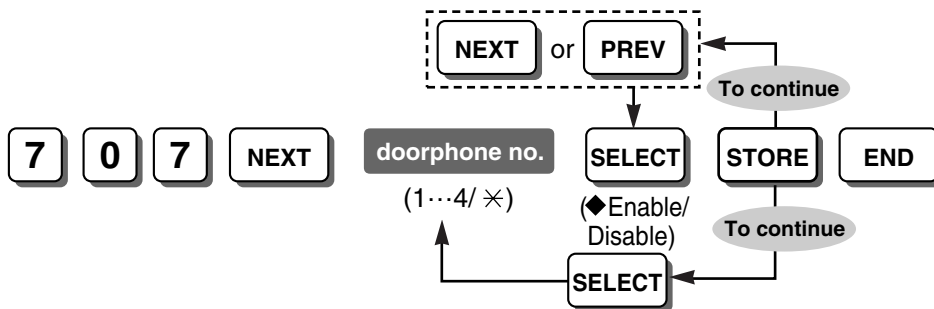 NEXT or PREV
To continue
7 0 7 NEXT doorphone no. SELECT STORE END
(1···4/ ✳)
(◆Enable/
Disable)
To continue
SELECT